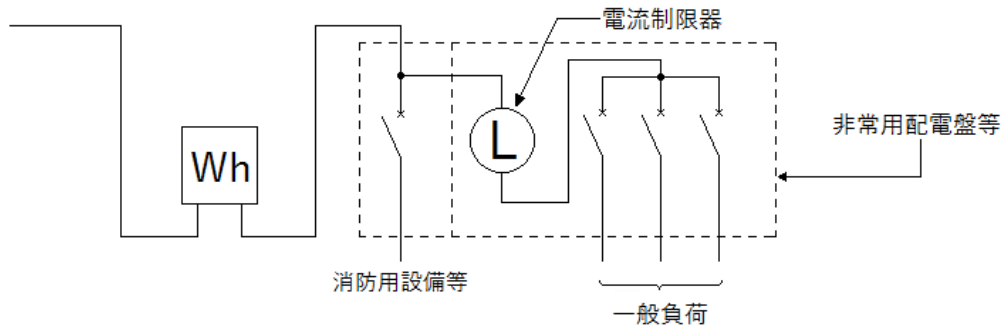 電流制限器
L
非常用配電盤等
Wh
消防用設備等
一般負荷